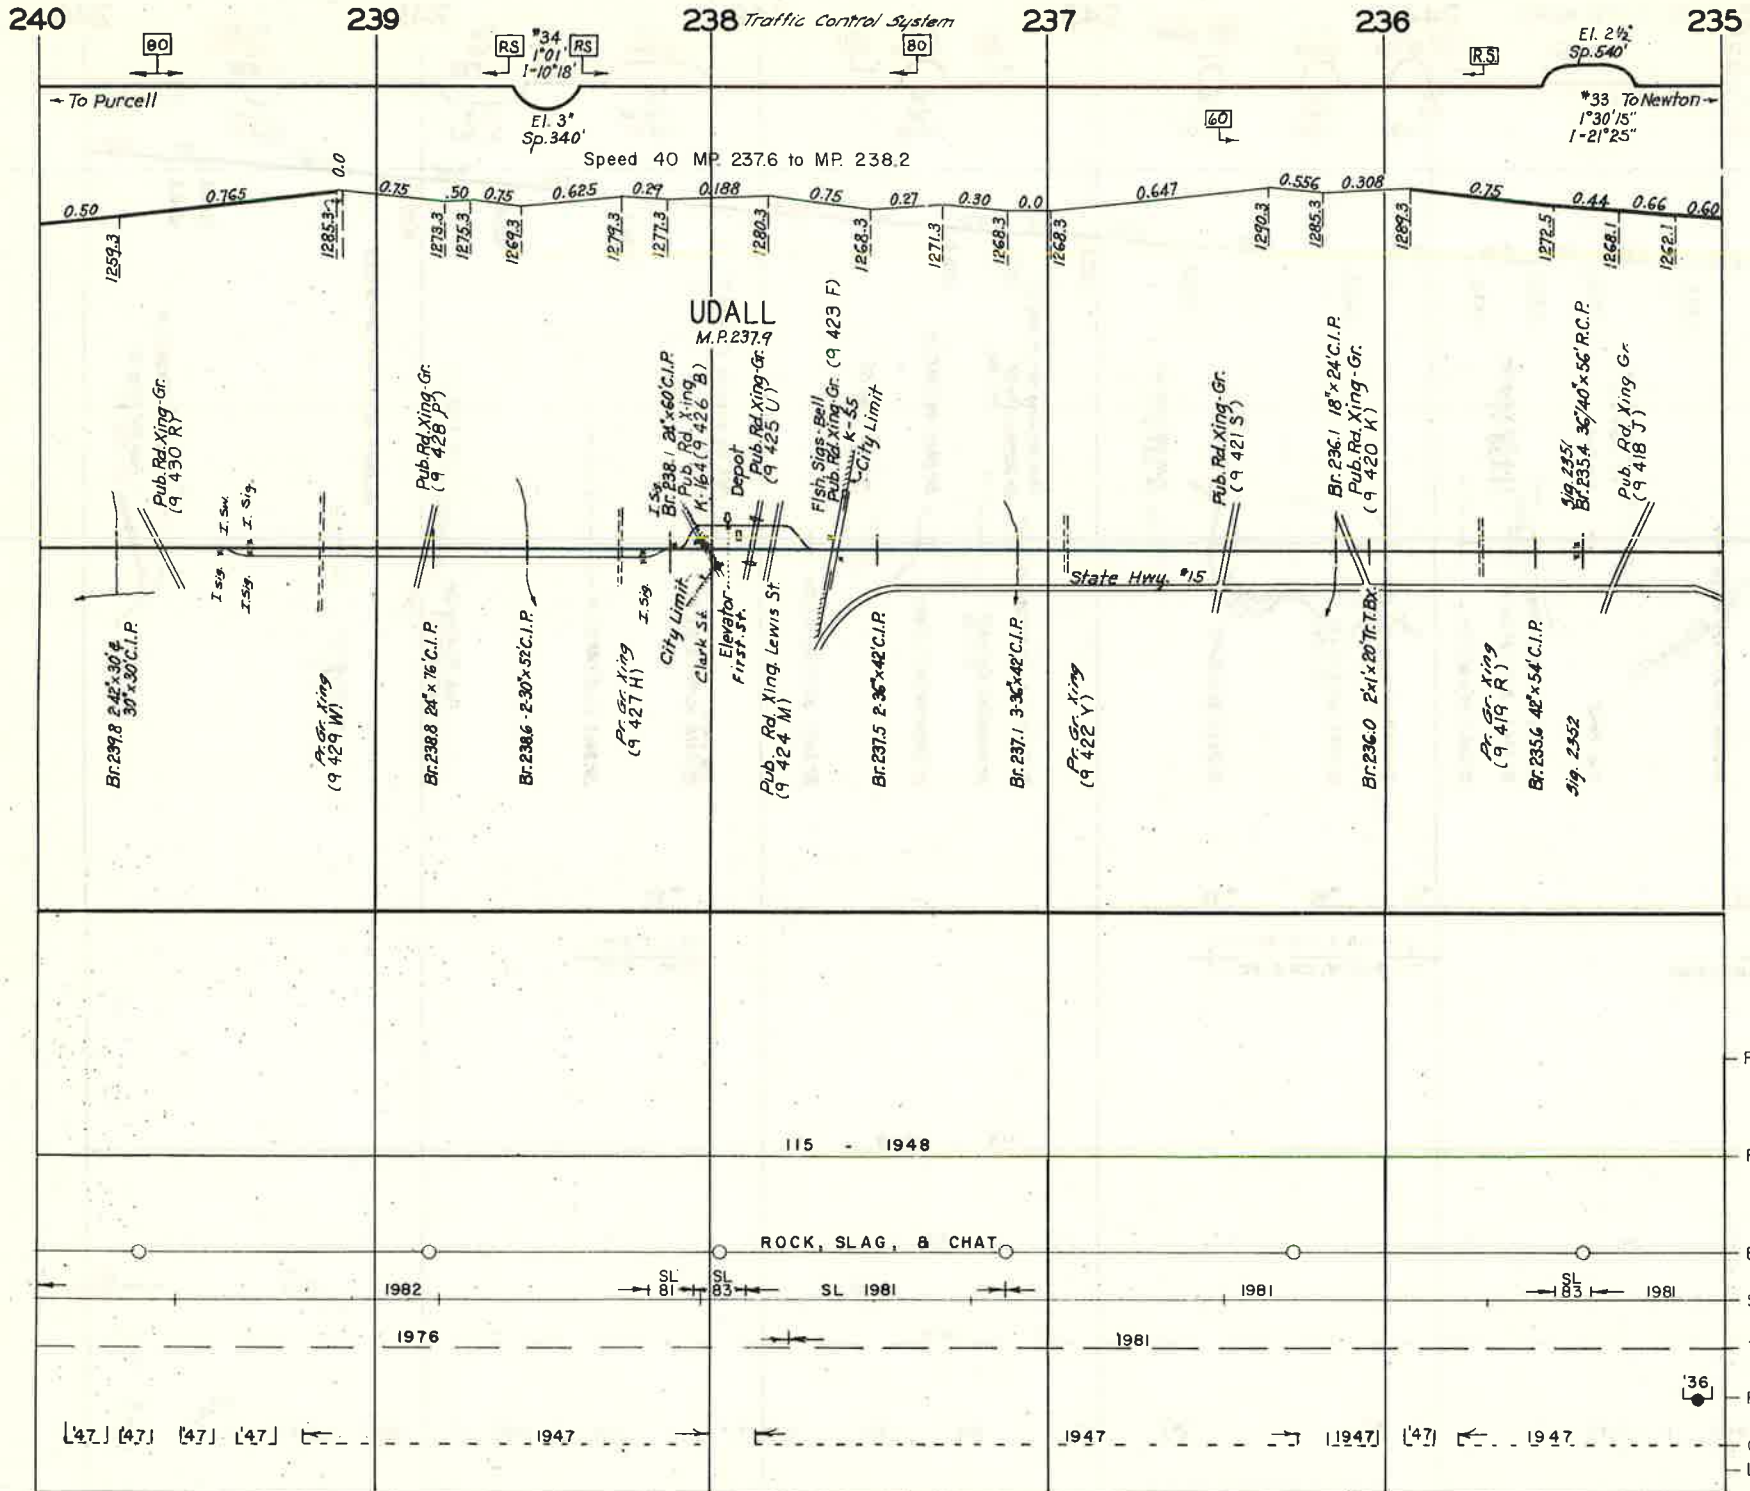 240
239
238
Traffic Control System
237
236
235
80
RS
#34
1°01'
I-10°18'
RS
80
R.S.
El. 2½"
Sp. 540'
← To Purcell
El. 3"
Sp. 340'
60
#33 To Newton →
1°30'15"
I-21°25"
Speed 40 MP. 237.6 to MP. 238.2
0.50
0.765
0.0
0.75
.50
0.75
0.625
0.29
0.188
0.75
0.27
0.30
0.0
0.647
0.556
0.308
0.75
0.44
0.66
0.60
1259.3
1285.3
1273.3
1275.3
1269.3
1279.3
1277.3
1280.3
1268.3
1271.3
1268.3
1268.3
1290.3
1285.3
1289.3
1272.5
1268.1
1262.1
UDALL
M.P. 237.9
Pub. Rd. Xing-Gr.
(9 430 R)
I. Sw.
I. Sig.
Pub. Rd. Xing-Gr.
(9 428 P)
I Sig.
Br. 238.1 24"x60'C.I.P.
Pub. Rd. X-ing
K-164 (9 426 B)
Depot
Pub. Rd. Xing-Gr.
(9 425 U)
Flsh. Sigs-Bell
Pub. Rd. Xing-Gr. (9 423 F)
K-55
City Limit
Pub. Rd. Xing-Gr.
(9 421 S)
Br. 236.1 18"x24'C.I.P.
Pub. Rd. Xing-Gr.
(9 420 K)
Sig. 2351
Br. 235.4 36"/40"x56' R.C.P.
Pub. Rd. Xing Gr.
(9 418 J)
I Sig.
I. Sig.
I. Sig
State Hwy. #15
Br. 239.8 2-42"x30' &
30"x30'C.I.P.
Pr. Gr. Xing
(9 429 W)
Br. 238.8 24"x76'C.I.P.
Br. 238.6 - 2-30"x52'C.I.P.
Pr. Gr. Xing
(9 427 H)
City Limit
Clark St.
Elevator
First St.
Pub. Rd. Xing. Lewis St.
(9 424 M)
Br. 237.5 2-36"x42'C.I.P.
Br. 237.1 3-36"x42'C.I.P.
Pr. Gr. Xing
(9 422 Y)
Br. 236.0 2'x1'x20'Tr.T.Bx.
Pr. Gr. Xing
(9 419 R)
Br. 235.6 42"x54'C.I.P.
Sig. 2352
115 - 1948
ROCK, SLAG, & CHAT
1982
SL
81
SL
83
SL 1981
1981
SL
83
1981
1976
1981
'36
'47
'47
'47
'47
1947
1947
1947
'47
1947